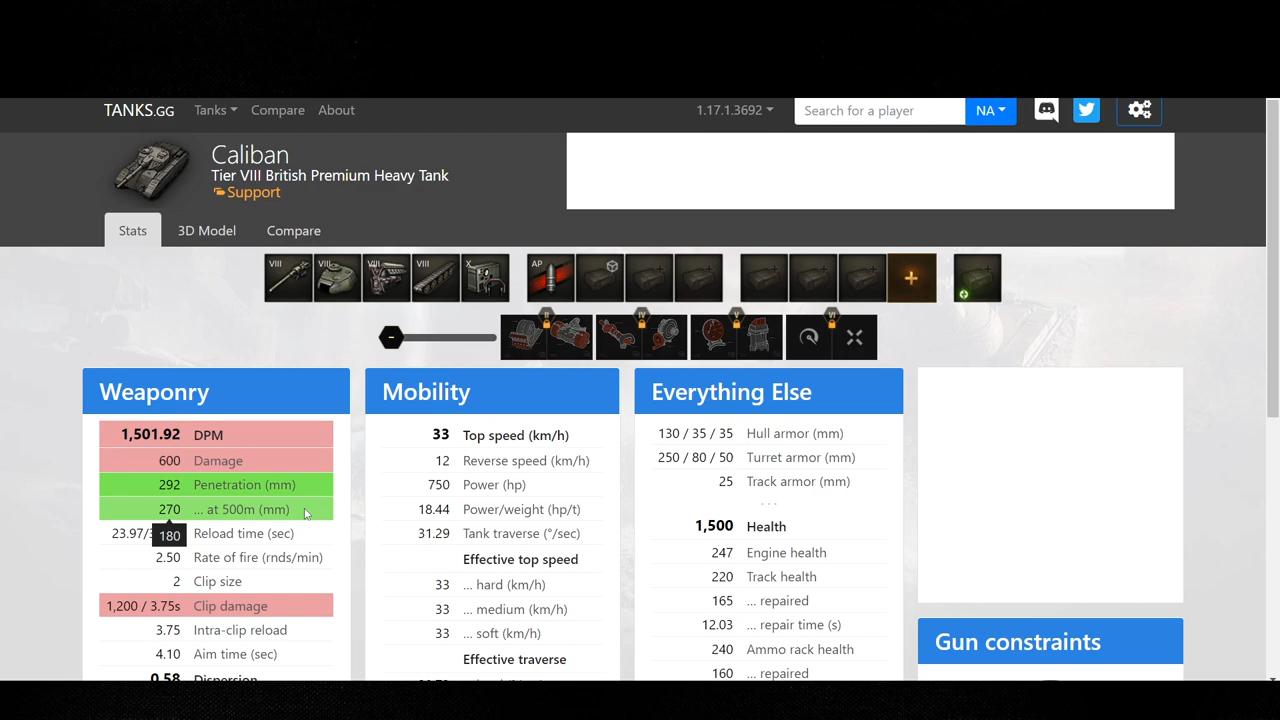 TANKS.GG Tanks Compare About 1.17.1.3692 Search for a player NA
Caliban
Tier VIII British Premium Heavy Tank
Support
Stats 3D Model Compare
VIII VIII VIII VIII X AP
II IV V VI
Weaponry
1,501.92 DPM
600 Damage
292 Penetration (mm)
270 ... at 500m (mm)
180
23.97/ Reload time (sec)
2.50 Rate of fire (rnds/min)
2 Clip size
1,200 / 3.75s Clip damage
3.75 Intra-clip reload
4.10 Aim time (sec)
0.58 Dispersion
Mobility
33 Top speed (km/h)
12 Reverse speed (km/h)
750 Power (hp)
18.44 Power/weight (hp/t)
31.29 Tank traverse (°/sec)
Effective top speed
33 ... hard (km/h)
33 ... medium (km/h)
33 ... soft (km/h)
Effective traverse
Everything Else
130 / 35 / 35 Hull armor (mm)
250 / 80 / 50 Turret armor (mm)
25 Track armor (mm)
...
1,500 Health
247 Engine health
220 Track health
165 ... repaired
12.03 ... repair time (s)
240 Ammo rack health
160 ... repaired
Gun constraints